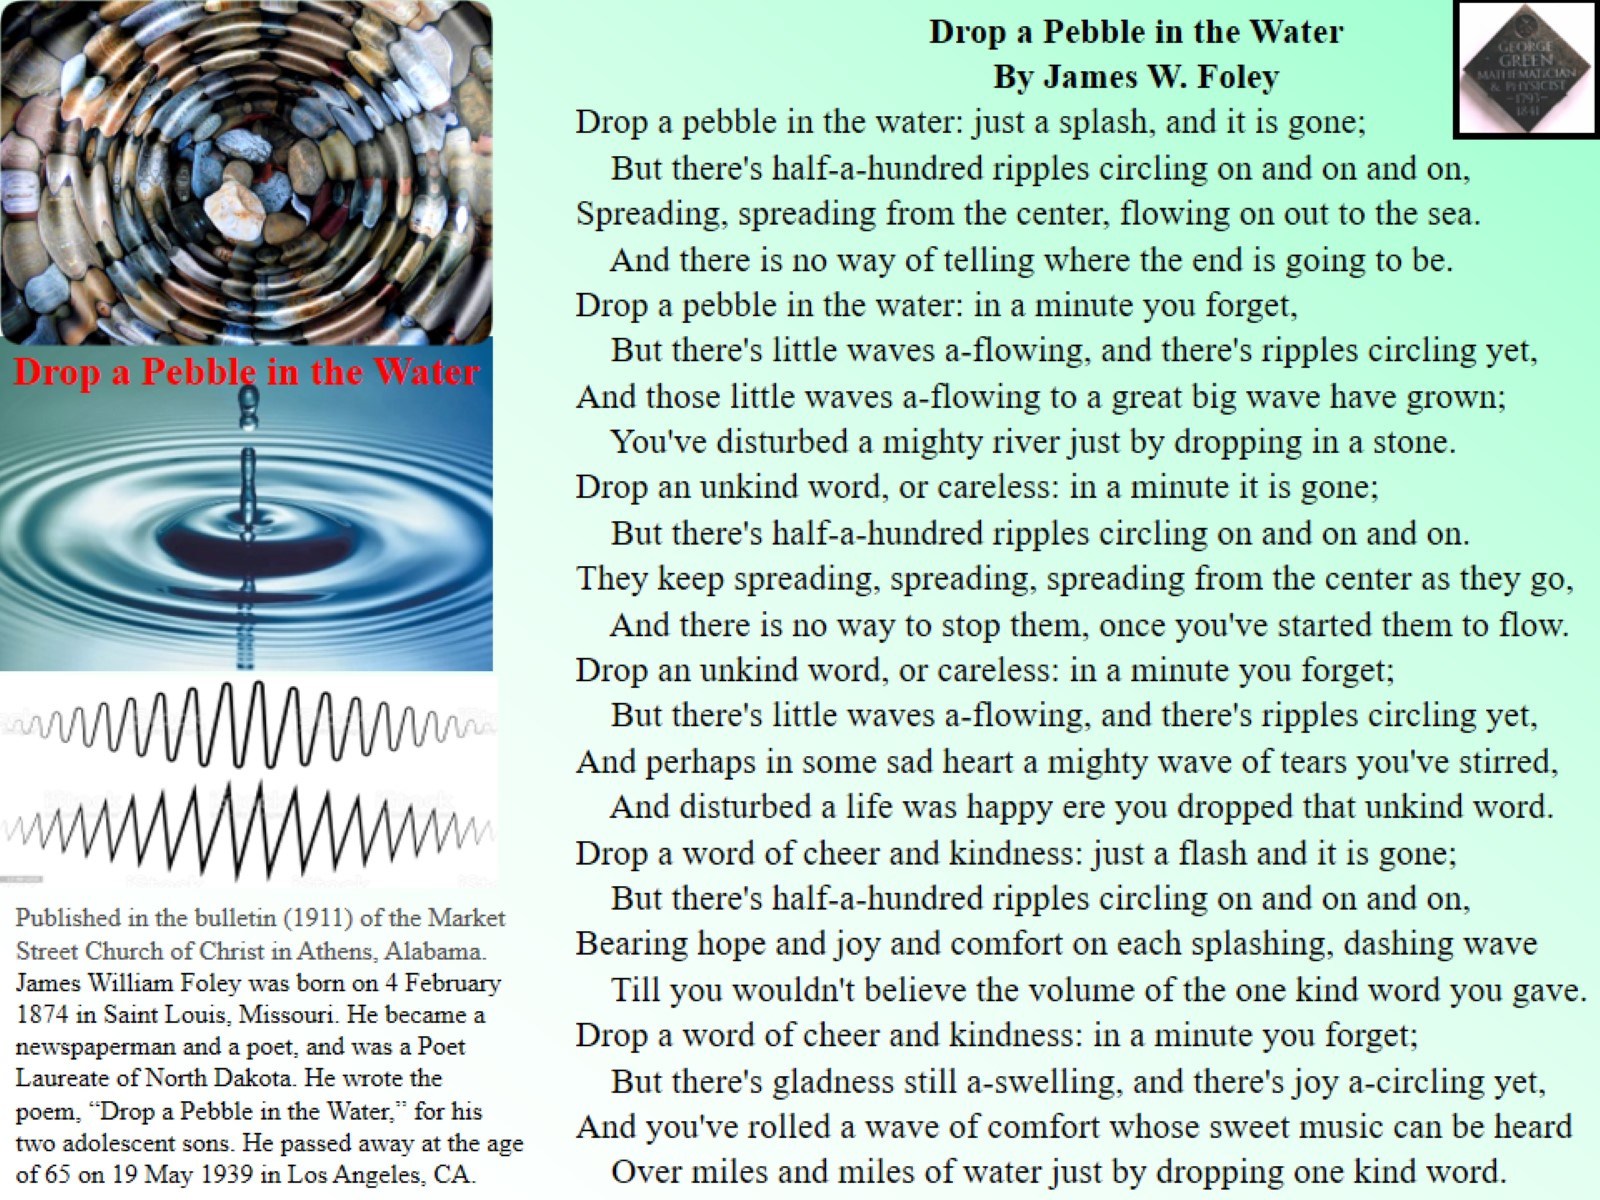 Drop a Pebble in the Water
By James W. Foley
Drop a pebble in the water: just a splash, and it is gone;
But there's half-a-hundred ripples circling on and on and on,
Spreading, spreading from the center, flowing on out to the sea.
And there is no way of telling where the end is going to be.
Drop a pebble in the water: in a minute you forget,
But there's little waves a-flowing, and there's ripples circling yet,
And those little waves a-flowing to a great big wave have grown;
You've disturbed a mighty river just by dropping in a stone.
Drop an unkind word, or careless: in a minute it is gone;
But there's half-a-hundred ripples circling on and on and on.
They keep spreading, spreading, spreading from the center as they go,
And there is no way to stop them, once you've started them to flow.
Drop an unkind word, or careless: in a minute you forget;
But there's little waves a-flowing, and there's ripples circling yet,
And perhaps in some sad heart a mighty wave of tears you've stirred,
And disturbed a life was happy ere you dropped that unkind word.
Drop a word of cheer and kindness: just a flash and it is gone;
But there's half-a-hundred ripples circling on and on and on,
Bearing hope and joy and comfort on each splashing, dashing wave
Till you wouldn't believe the volume of the one kind word you gave.
Drop a word of cheer and kindness: in a minute you forget;
But there's gladness still a-swelling, and there's joy a-circling yet,
And you've rolled a wave of comfort whose sweet music can be heard
Over miles and miles of water just by dropping one kind word.
GEORGE
GREEN
MATHEMATICIAN
& PHYSICIST
-1793-
1841
Drop a Pebble in the Water
iStock
Published in the bulletin (1911) of the Market
Street Church of Christ in Athens, Alabama.
James William Foley was born on 4 February
1874 in Saint Louis, Missouri. He became a
newspaperman and a poet, and was a Poet
Laureate of North Dakota. He wrote the
poem, “Drop a Pebble in the Water,” for his
two adolescent sons. He passed away at the age
of 65 on 19 May 1939 in Los Angeles, CA.